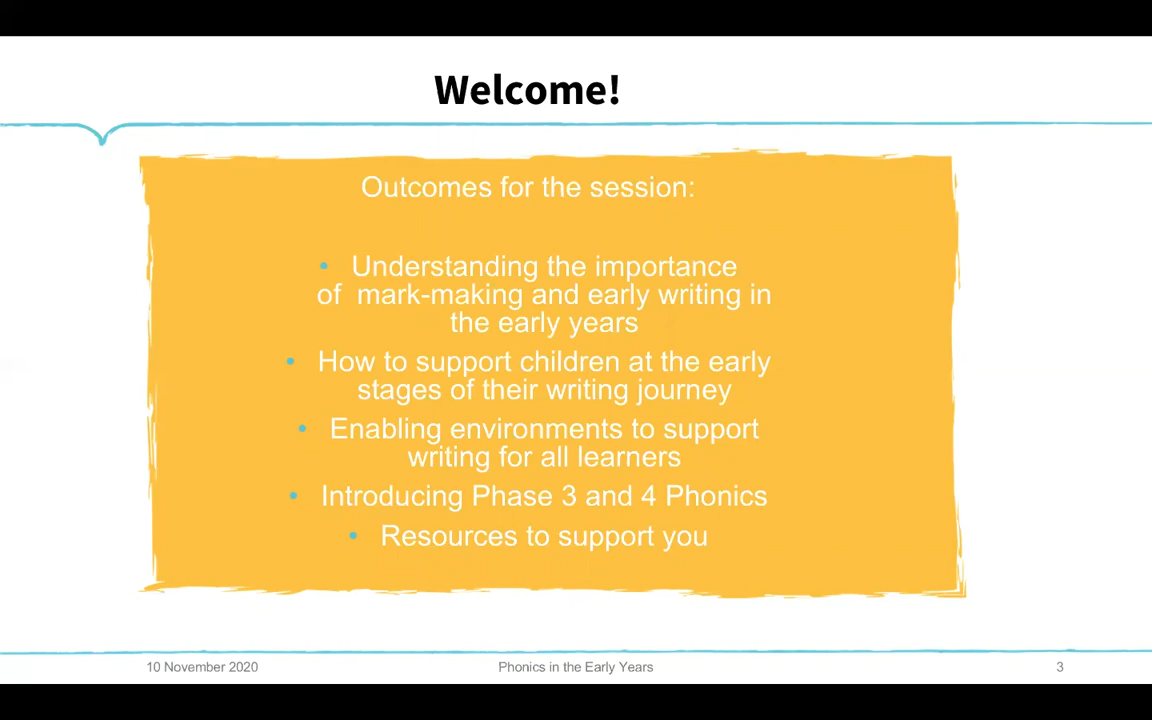 Welcome!
Outcomes for the session:
• Understanding the importance
of mark-making and early writing in
the early years
• How to support children at the early
stages of their writing journey
• Enabling environments to support
writing for all learners
• Introducing Phase 3 and 4 Phonics
• Resources to support you
10 November 2020
Phonics in the Early Years
3